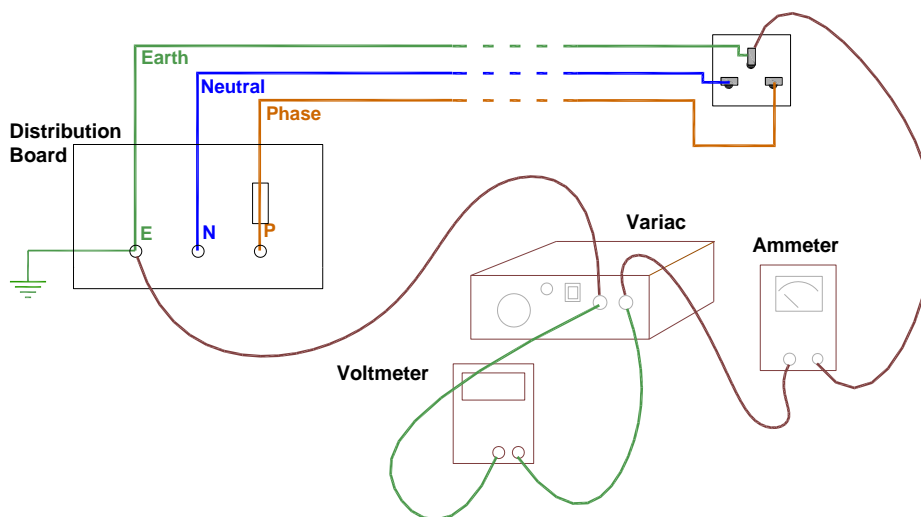 Earth
Neutral
Phase
Distribution
Board
E
N
P
Variac
Ammeter
Voltmeter